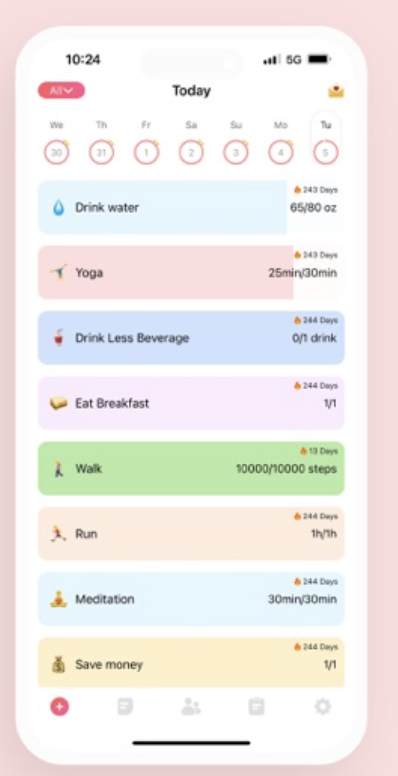 10:24
5G
All
Today
We Th Fr Sa Su Mo Tu
30 31 1 2 3 4 5
243 Days
Drink water 65/80 oz
243 Days
Yoga 25min/30min
244 Days
Drink Less Beverage 0/1 drink
244 Days
Eat Breakfast 1/1
13 Days
Walk 10000/10000 steps
244 Days
Run 1h/1h
244 Days
Meditation 30min/30min
244 Days
Save money 1/1